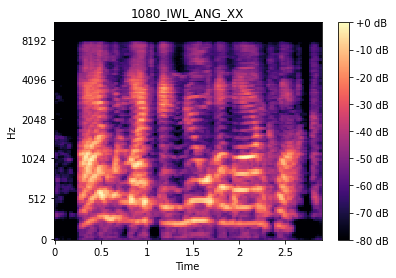 1080_IWL_ANG_XX
+0 dB
8192
-10 dB
4096
-20 dB
-30 dB
2048
-40 dB
Hz
1024
-50 dB
512
-60 dB
-70 dB
0
-80 dB
0 0.5 1 1.5 2 2.5
Time